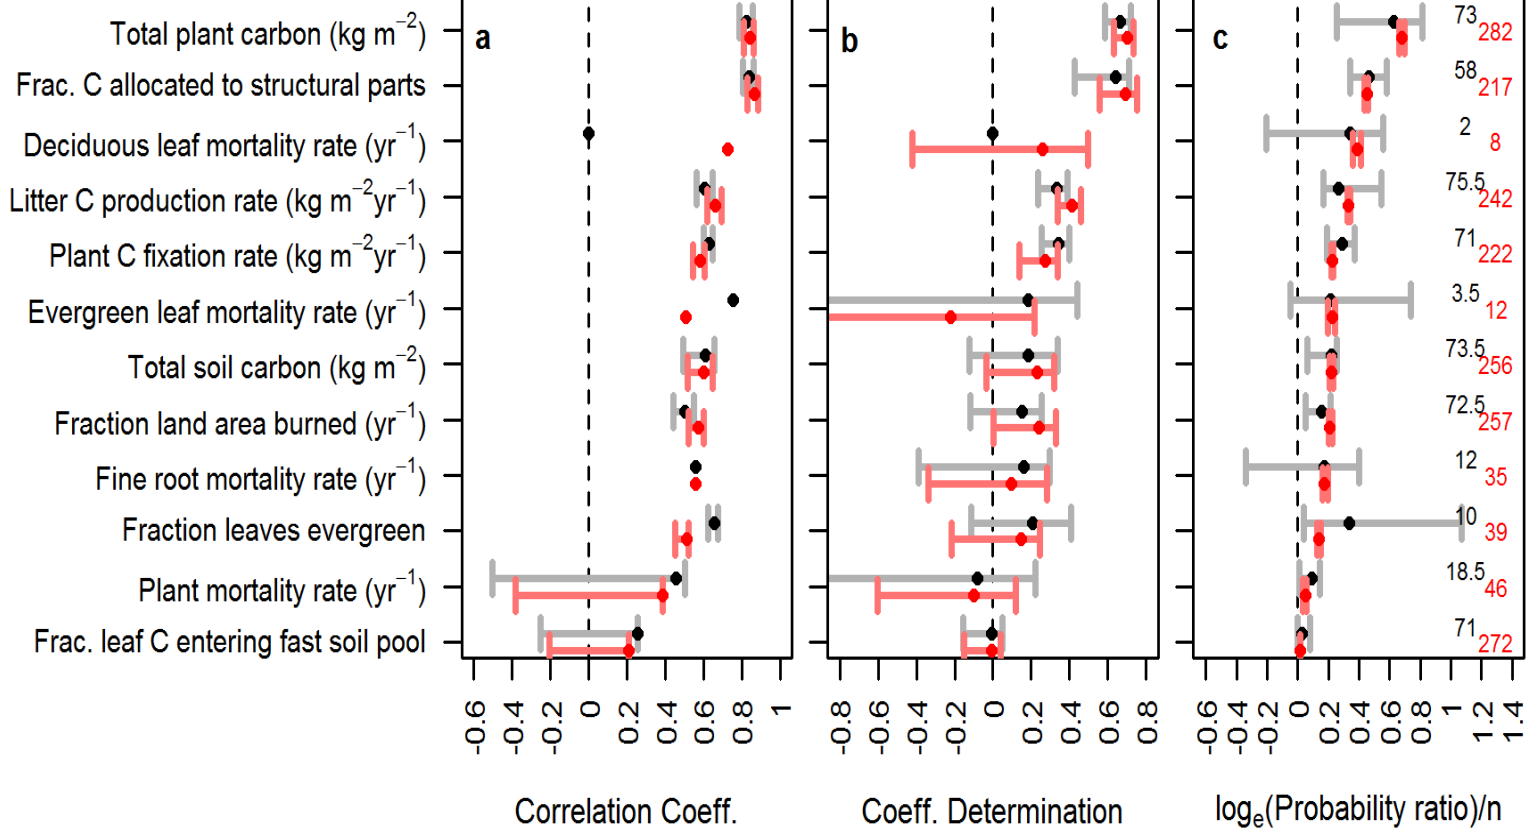 Total plant carbon (kg m⁻²) a b c 73 282
Frac. C allocated to structural parts 58 217
Deciduous leaf mortality rate (yr⁻¹) 2 8
Litter C production rate (kg m⁻²yr⁻¹) 75.5 242
Plant C fixation rate (kg m⁻²yr⁻¹) 71 222
Evergreen leaf mortality rate (yr⁻¹) 3.5 12
Total soil carbon (kg m⁻²) 73.5 256
Fraction land area burned (yr⁻¹) 72.5 257
Fine root mortality rate (yr⁻¹) 12 35
Fraction leaves evergreen 10 39
Plant mortality rate (yr⁻¹) 18.5 46
Frac. leaf C entering fast soil pool 71 272
-0.6 -0.2 0 0.2 0.4 0.6 0.8 1 -0.8 -0.6 -0.4 -0.2 0 0.2 0.4 0.6 0.8 -0.6 -0.2 0 0.2 0.4 0.6 0.8 1 1.2 1.4
Correlation Coeff. Coeff. Determination logₑ(Probability ratio)/n